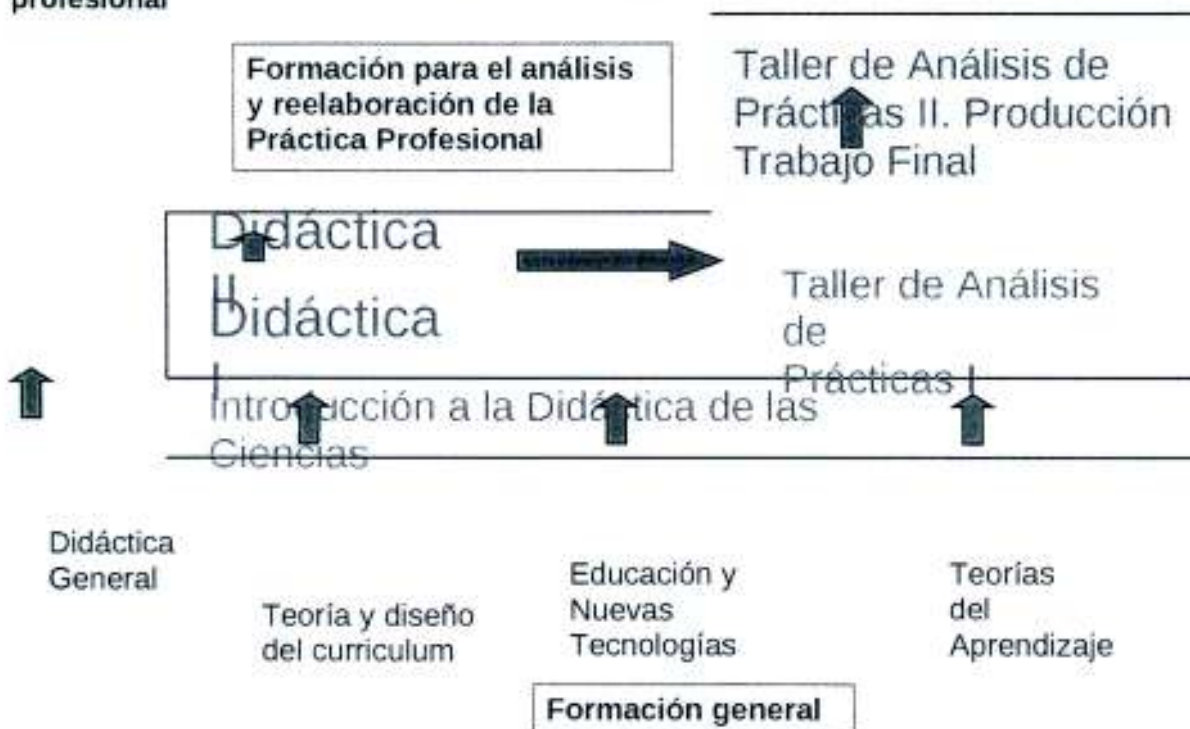 profesional
Formación para el análisis
y reelaboración de la
Práctica Profesional
Taller de Análisis de
Prácticas II. Producción
Trabajo Final
Didáctica
II
Didáctica
I
Taller de Análisis
de
Prácticas I
Introducción a la Didáctica de las
Ciencias
Didáctica
General
Teoría y diseño
del curriculum
Educación y
Nuevas
Tecnologías
Teorías
del
Aprendizaje
Formación general